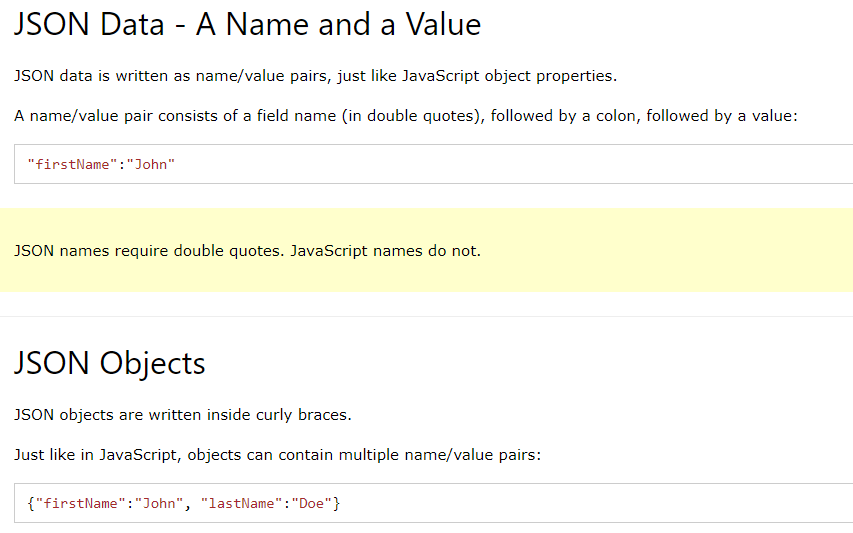 JSON Data - A Name and a Value
JSON data is written as name/value pairs, just like JavaScript object properties.
A name/value pair consists of a field name (in double quotes), followed by a colon, followed by a value:
"firstName":"John"
JSON names require double quotes. JavaScript names do not.
JSON Objects
JSON objects are written inside curly braces.
Just like in JavaScript, objects can contain multiple name/value pairs:
{"firstName":"John", "lastName":"Doe"}